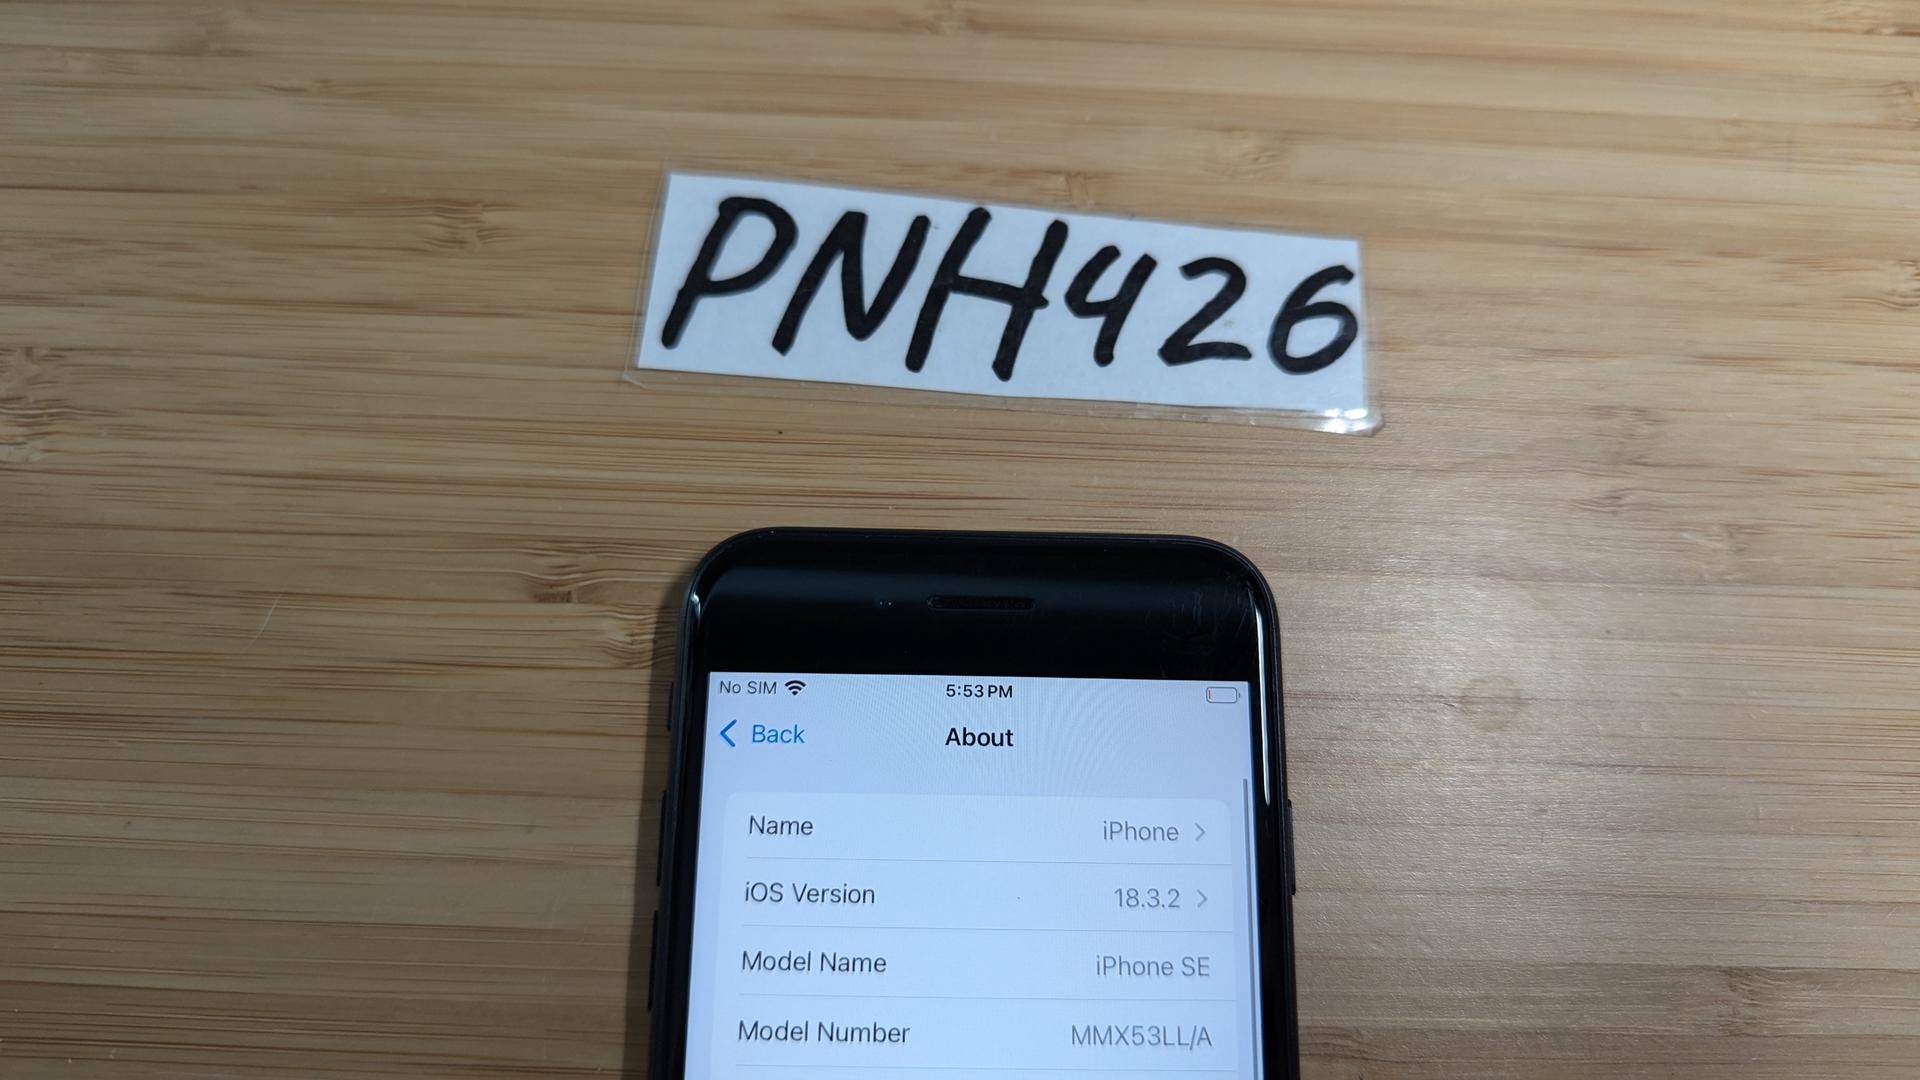 PNH426
No SIM 5:53 PM
Back About
Name iPhone
iOS Version 18.3.2
Model Name iPhone SE
Model Number MMX53LL/A